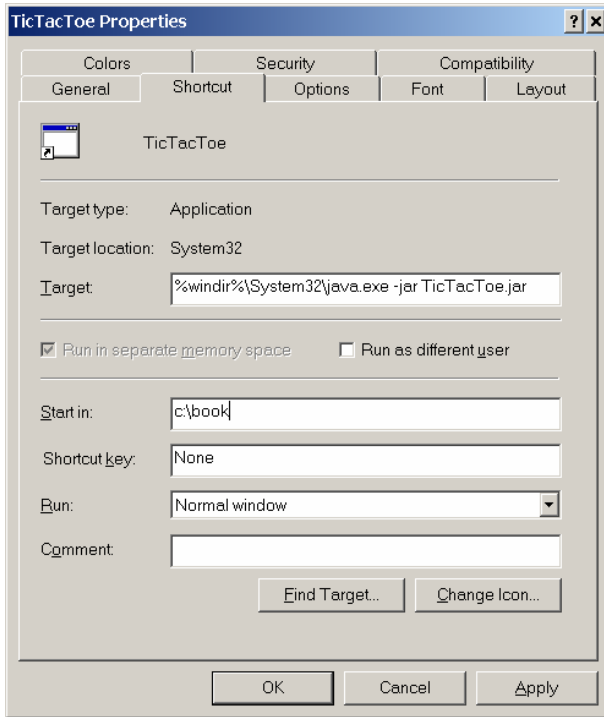 TicTacToe Properties
? x
Colors Security Compatibility
General Shortcut Options Font Layout
TicTacToe
Target type: Application
Target location: System32
Target: %windir%\System32\java.exe -jar TicTacToe.jar
Run in separate memory space Run as different user
Start in: c:\book
Shortcut key: None
Run: Normal window
Comment:
Find Target... Change Icon...
OK Cancel Apply